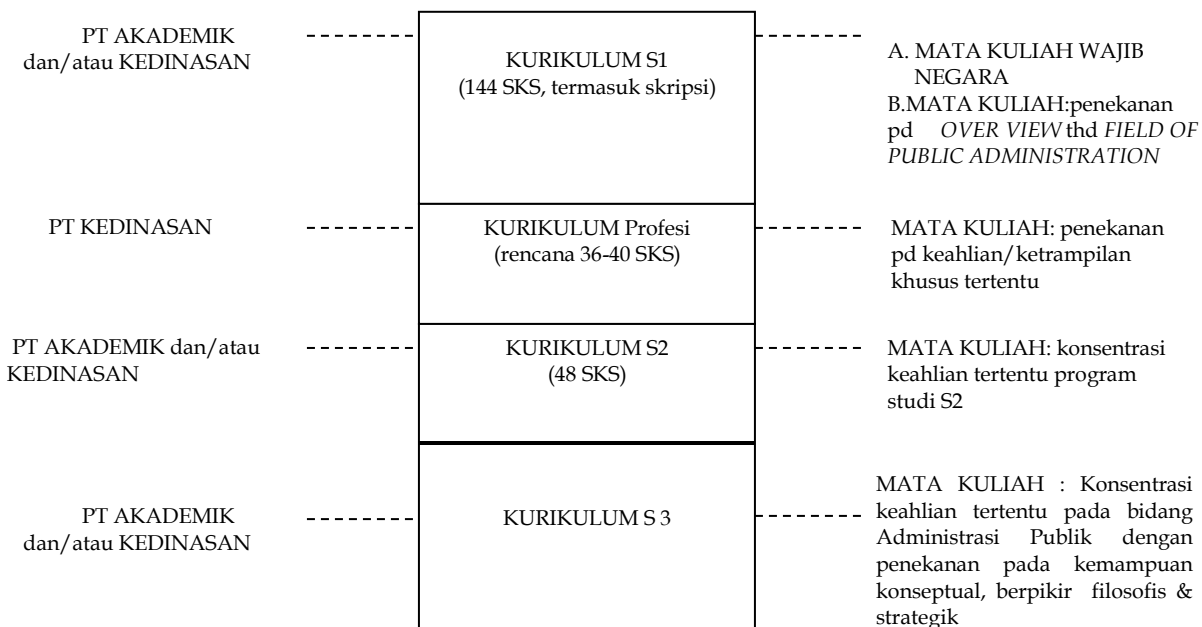 PT AKADEMIK
dan/atau KEDINASAN
KURIKULUM S1
(144 SKS, termasuk skripsi)
A. MATA KULIAH WAJIB
NEGARA
B.MATA KULIAH:penekanan
pd OVER VIEW thd FIELD OF
PUBLIC ADMINISTRATION
PT KEDINASAN
KURIKULUM Profesi
(rencana 36-40 SKS)
MATA KULIAH: penekanan
pd keahlian/ketrampilan
khusus tertentu
PT AKADEMIK dan/atau
KEDINASAN
KURIKULUM S2
(48 SKS)
MATA KULIAH: konsentrasi
keahlian tertentu program
studi S2
PT AKADEMIK
dan/atau KEDINASAN
KURIKULUM S 3
MATA KULIAH : Konsentrasi
keahlian tertentu pada bidang
Administrasi Publik dengan
penekanan pada kemampuan
konseptual, berpikir filosofis &
strategik